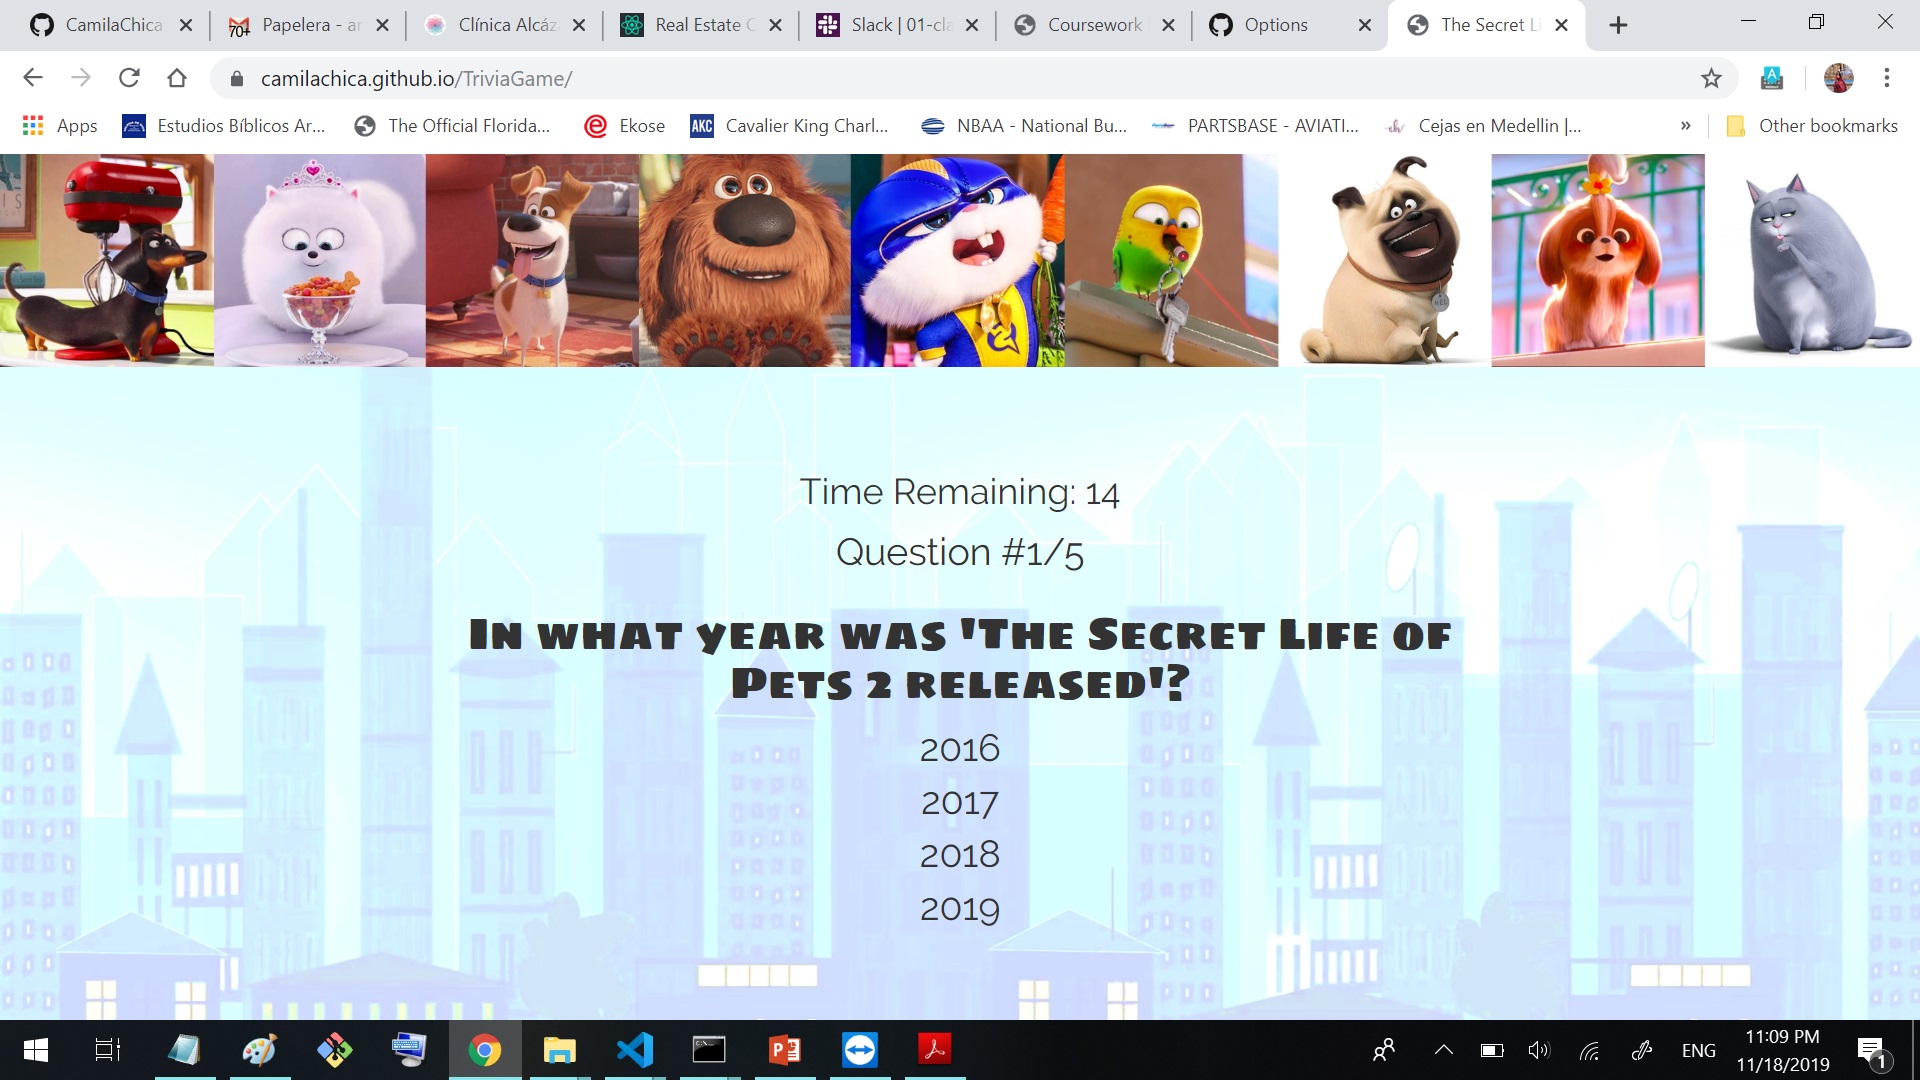 CamilaChica
70+
Papelera - ar
Clínica Alcáz
Real Estate C
Slack | 01-cla
Coursework
Options
The Secret Li
camilachica.github.io/TriviaGame/
Apps
Estudios Bíblicos Ar...
The Official Florida...
Ekose
AKC
Cavalier King Charl...
NBAA - National Bu...
PARTSBASE - AVIATI...
Cejas en Medellin |...
»
Other bookmarks
Time Remaining: 14
Question #1/5
In what year was 'The Secret Life of
Pets 2 released'?
2016
2017
2018
2019
ENG
11:09 PM
11/18/2019
1